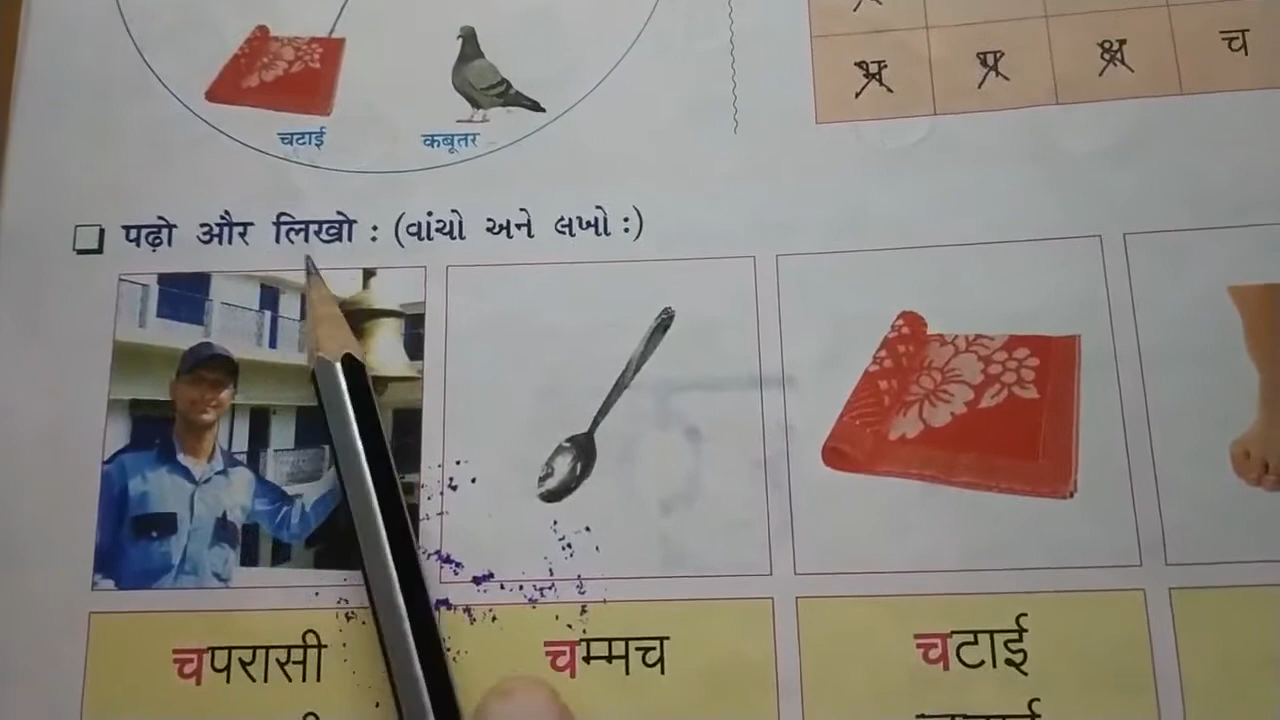 चटाई कबूतर
च
पढ़ो और लिखो : (વાંચો અને લખો :)
चपरासी चम्मच चटाई